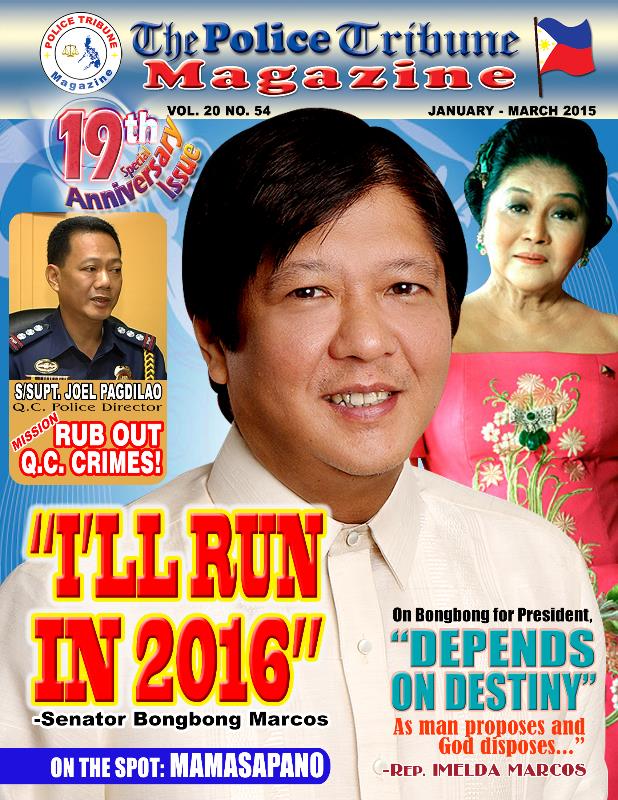 POLICE TRIBUNE
Magazine
The Police Tribune
Magazine
VOL. 20 NO. 54
JANUARY - MARCH 2015
19th
Special
Anniversary
Issue
S/SUPT. JOEL PAGDILAO
Q.C. Police Director
MISSION
RUB OUT
Q.C. CRIMES!
"I'LL RUN
IN 2016"
-Senator Bongbong Marcos
ON THE SPOT: MAMASAPANO
On Bongbong for President,
"DEPENDS
ON DESTINY"
As man proposes and
God disposes..."
-REP. IMELDA MARCOS